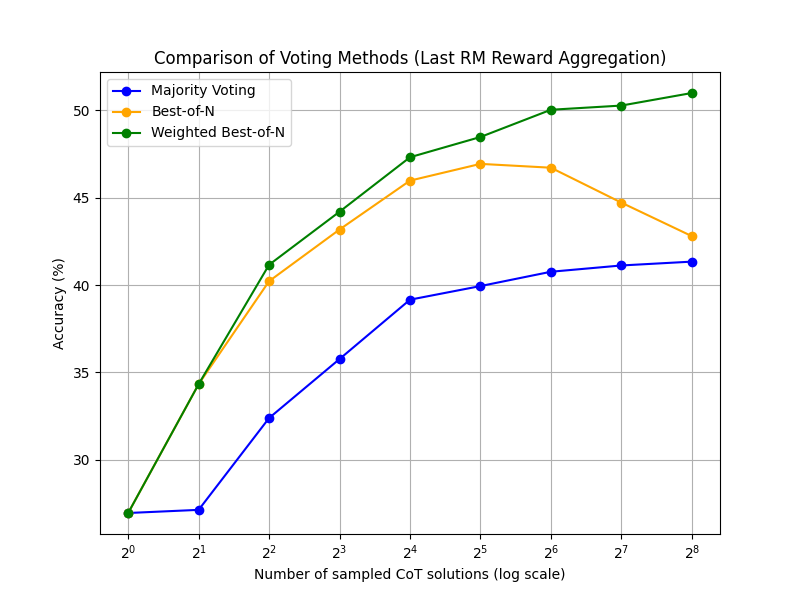 Comparison of Voting Methods (Last RM Reward Aggregation)
Majority Voting
Best-of-N
Weighted Best-of-N
Accuracy (%)
50
45
40
35
30
2⁰ 2¹ 2² 2³ 2⁴ 2⁵ 2⁶ 2⁷ 2⁸
Number of sampled CoT solutions (log scale)